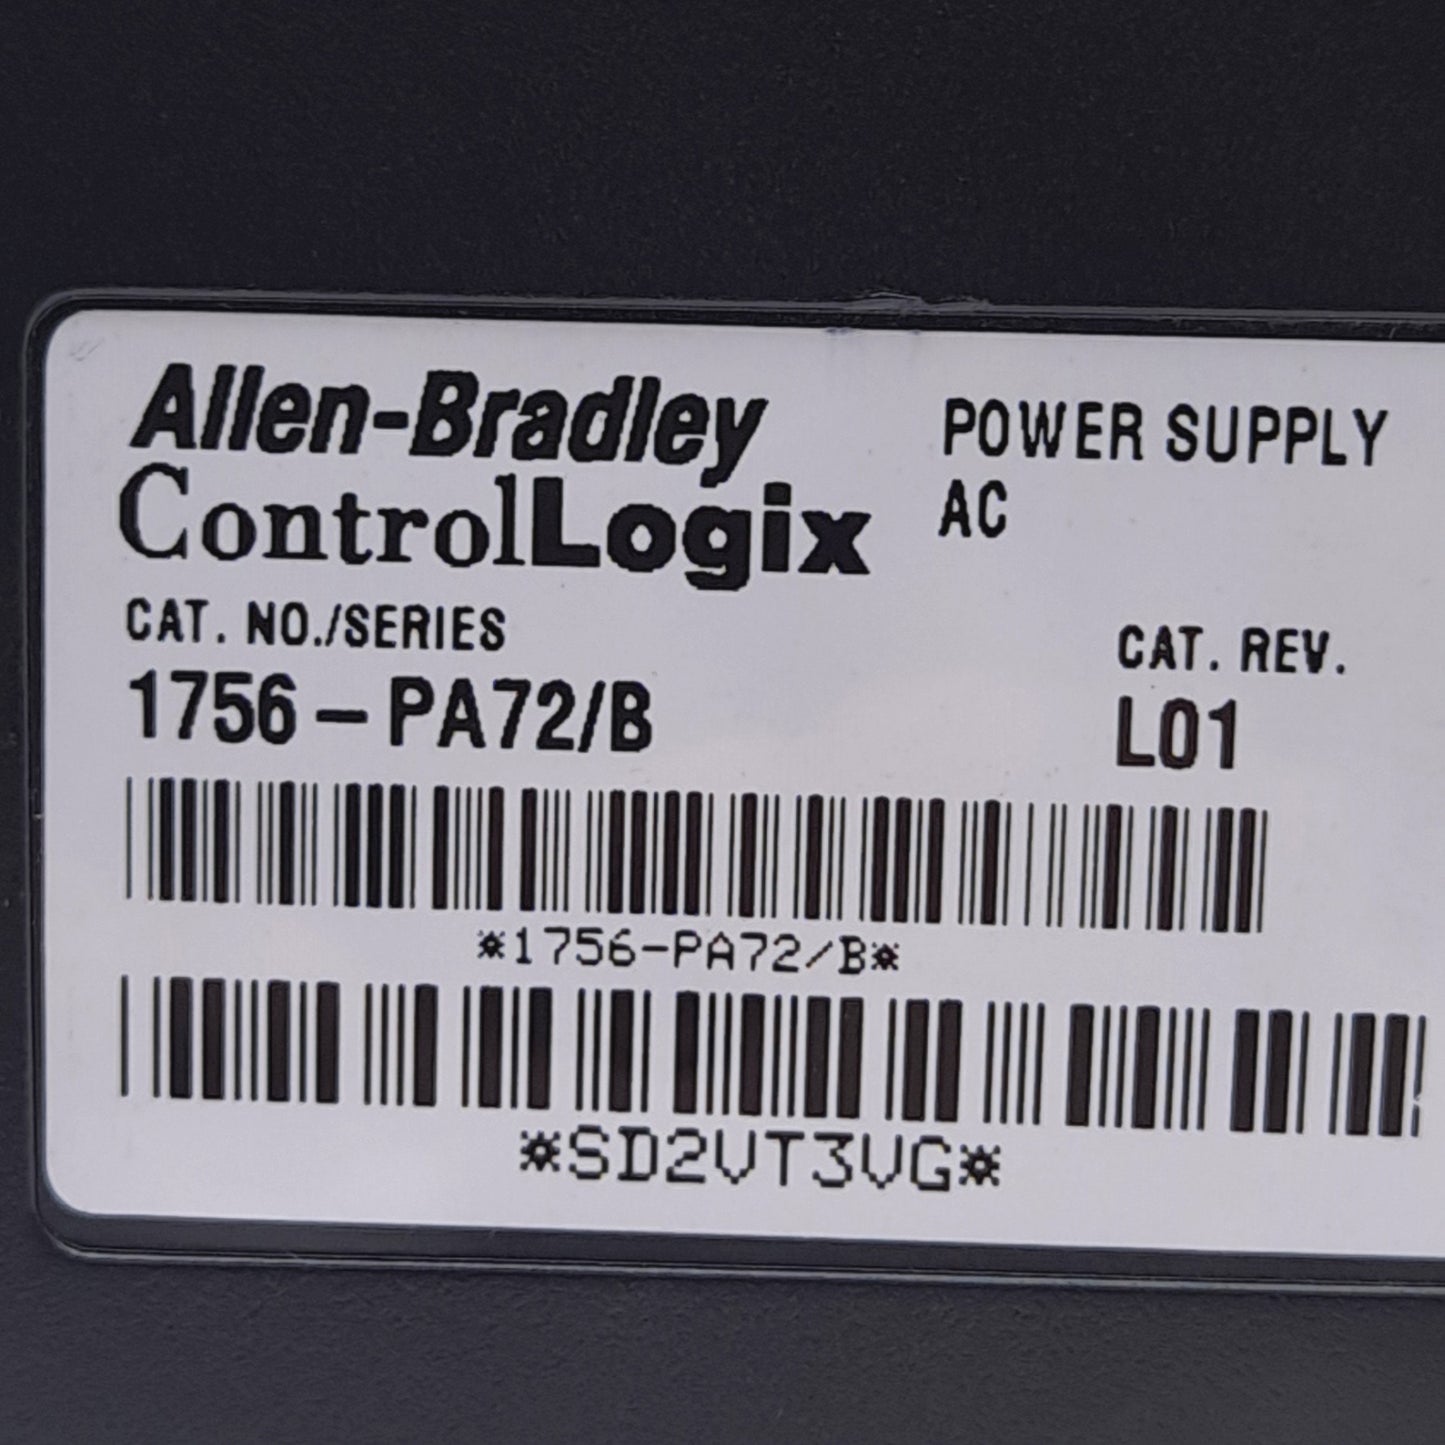 Allen-Bradley
ControlLogix
POWER SUPPLY
AC
CAT. NO./SERIES
1756-PA72/B
CAT. REV.
L01
*1756-PA72/B*
*SD2VT3VG*